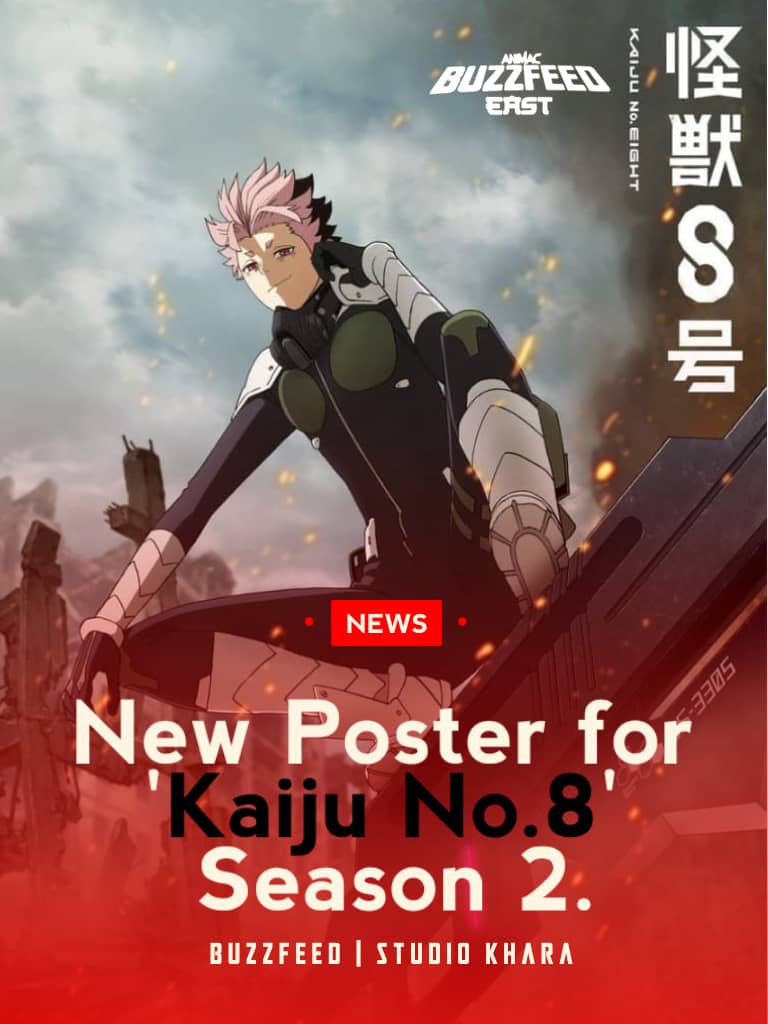 ANIMAC
BUZZFEED
EAST
怪獣8号
KAIJU No.EIGHT
NEWS
New Poster for
'Kaiju No.8'
Season 2.
BUZZFEED | STUDIO KHARA